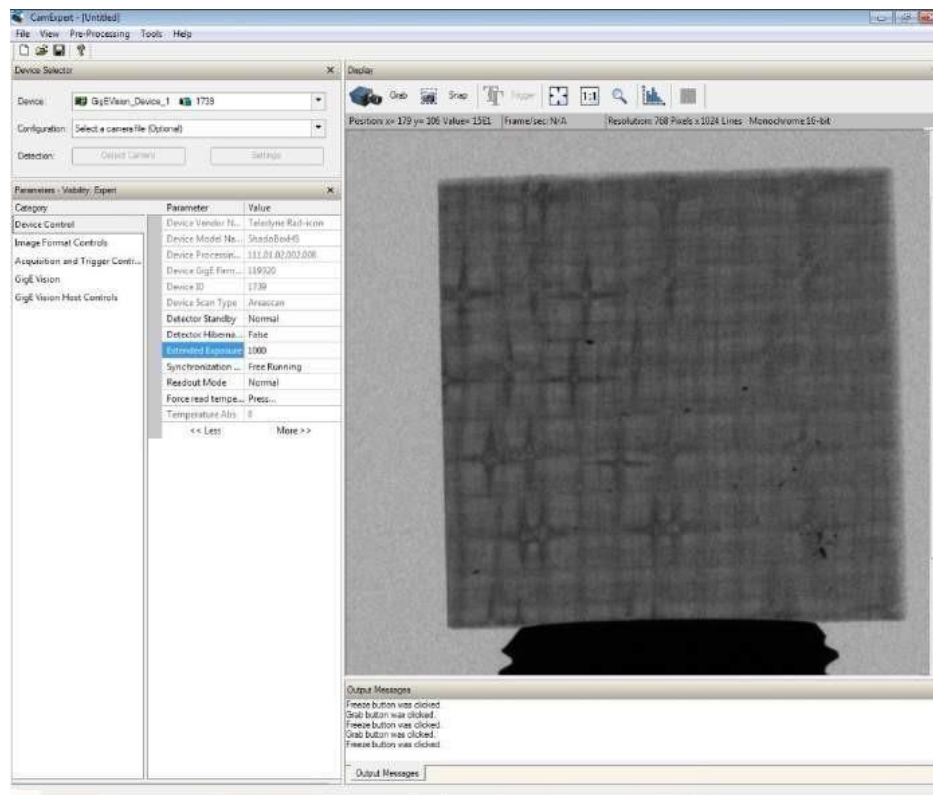 CamExpert - [Untitled]
File View Pre-Processing Tools Help
Device Selector
Device: GigEVision_Device_1 1739
Configuration: Select a camera file (Optional)
Detection: Detect Camera Settings
Parameters - Visibility: Expert
Category
Device Control
Image Format Controls
Acquisition and Trigger Contr...
GigE Vision
GigE Vision Host Controls
Parameter Value
Device Vendor N... Teledyne Rad-icon
Device Model Na... ShadoBoxHS
Device Processin... 111.01.02.002.008
Device GigE Firm... 119320
Device ID 1739
Device Scan Type Areascan
Detector Standby Normal
Detector Hiberna... False
Extended Exposure 1000
Synchronization ... Free Running
Readout Mode Normal
Force read tempe... Press...
Temperature Abs 0
<< Less More >>
Display
Grab Snap Trigger 1:1
Position: x= 179 y= 106 Value= 15E1 Frame/sec: N/A Resolution: 768 Pixels x 1024 Lines Monochrome 16-bit
Output Messages
Freeze button was clicked
Grab button was clicked.
Freeze button was clicked.
Grab button was clicked.
Freeze button was clicked
Output Messages